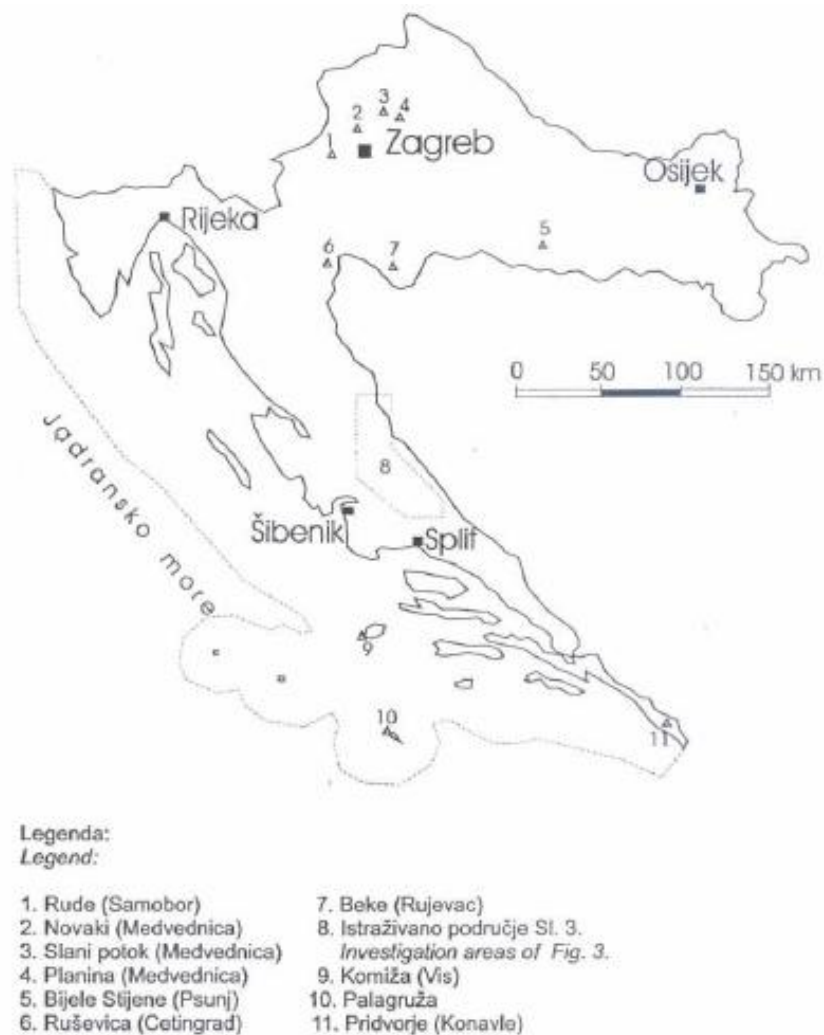 3
4
2
1
Zagreb
Osijek
Rijeka
5
6
7
0
50
100
150 km
8
Jadransko more
Šibenik
Splif
9
10
11
Legenda:
Legend:
1. Rude (Samobor)
2. Novaki (Medvednica)
3. Slani potok (Medvednica)
4. Planina (Medvednica)
5. Bijele Stijene (Psunj)
6. Ruševica (Cetingrad)
7. Beke (Rujevac)
8. Istraživano područje Sl. 3.
Investigation areas of Fig. 3.
9. Komiža (Vis)
10. Palagruža
11. Pridvorje (Konavle)